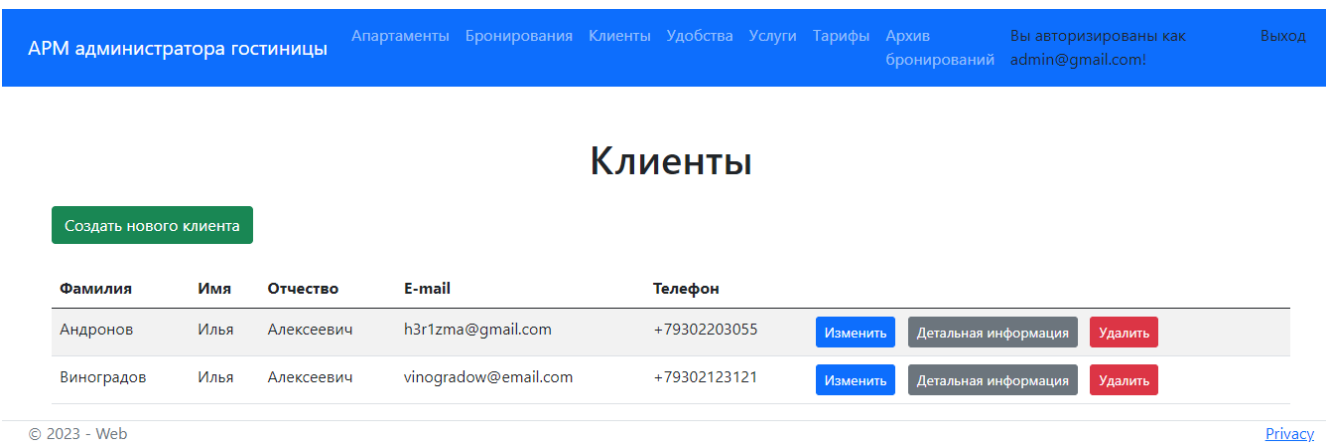 АРМ администратора гостиницы Апартаменты Бронирования Клиенты Удобства Услуги Тарифы Архив бронирований Вы авторизированы как admin@gmail.com! Выход
Клиенты
Создать нового клиента
Фамилия Имя Отчество E-mail Телефон
Андронов Илья Алексеевич h3r1zma@gmail.com +79302203055 Изменить Детальная информация Удалить
Виноградов Илья Алексеевич vinogradow@email.com +79302123121 Изменить Детальная информация Удалить
© 2023 - Web Privacy